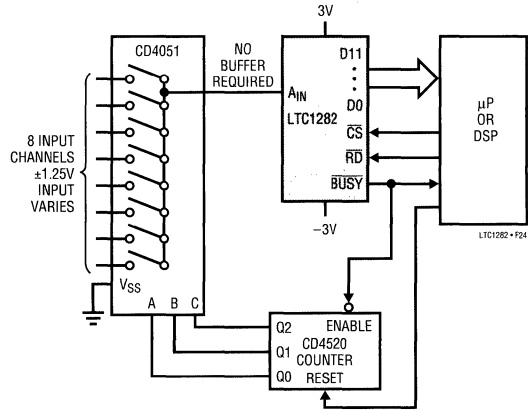 3V
CD4051
NO
BUFFER
REQUIRED
D11
AIN
LTC1282
D0
CS
RD
BUSY
μP
OR
DSP
8 INPUT
CHANNELS
±1.25V
INPUT
VARIES
-3V
LTC1282 • F24
VSS
A B C
Q2 ENABLE
CD4520
Q1 COUNTER
Q0 RESET